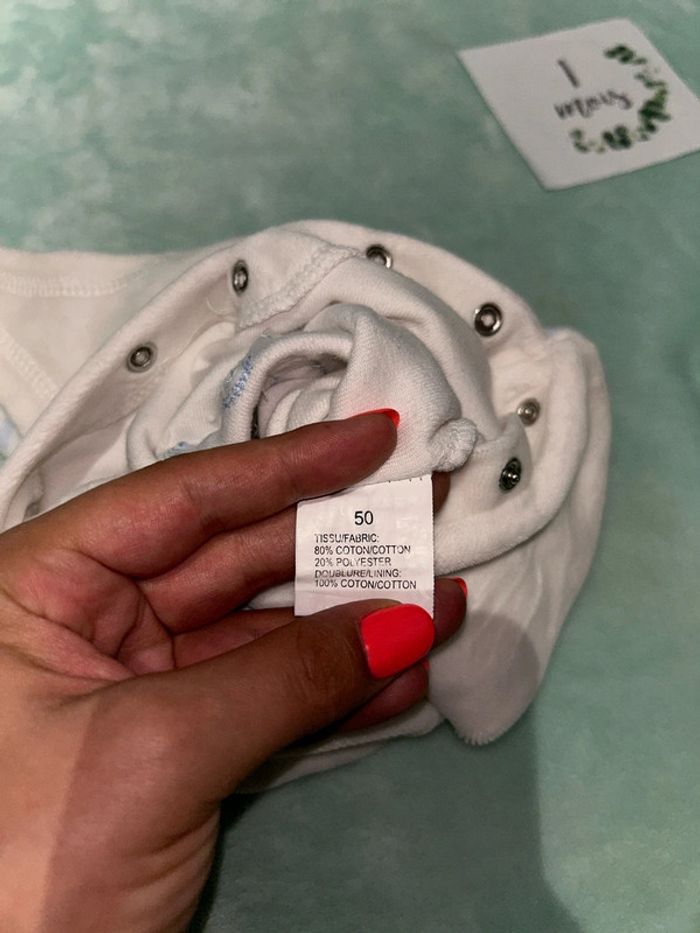 1
mois
50
TISSU/FABRIC:
80% COTON/COTTON
20% POLYESTER
DOUBLURE/LINING:
100% COTON/COTTON